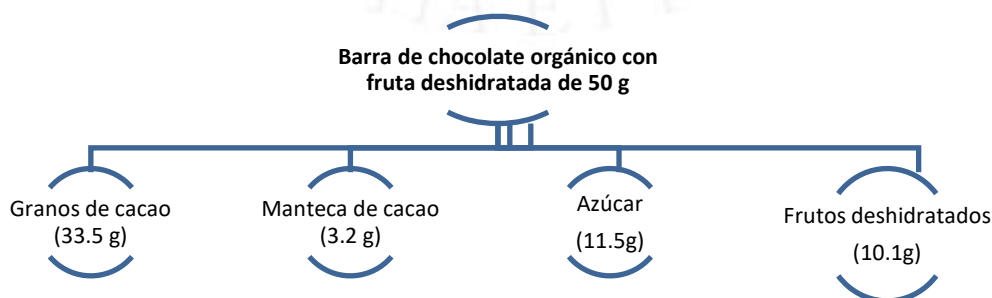 Barra de chocolate orgánico con
fruta deshidratada de 50 g
Granos de cacao
(33.5 g)
Manteca de cacao
(3.2 g)
Azúcar
(11.5g)
Frutos deshidratados
(10.1g)